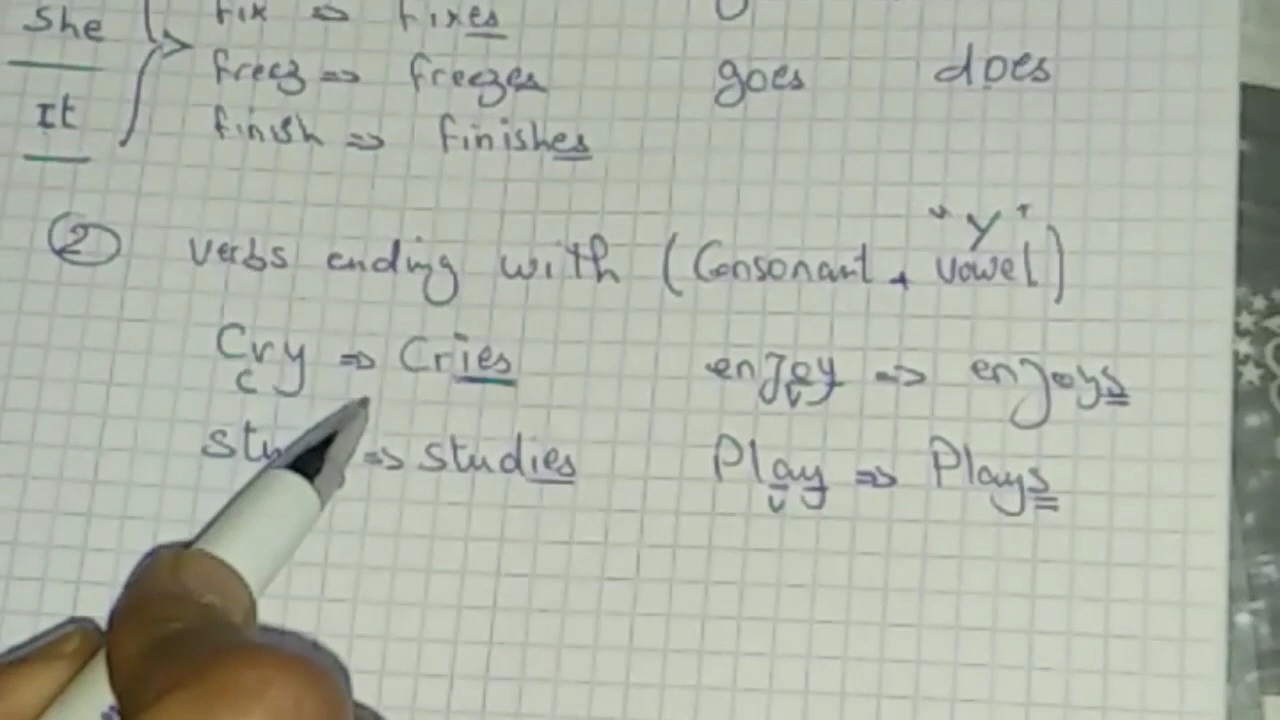 She fix => fixes
freez => freezes goes does
It finish => finishes
"y"
2 verbs ending with (Consonant + vowel)
Cry => Cries enjoy => enjoys
c v
=> studies Play => Plays
v